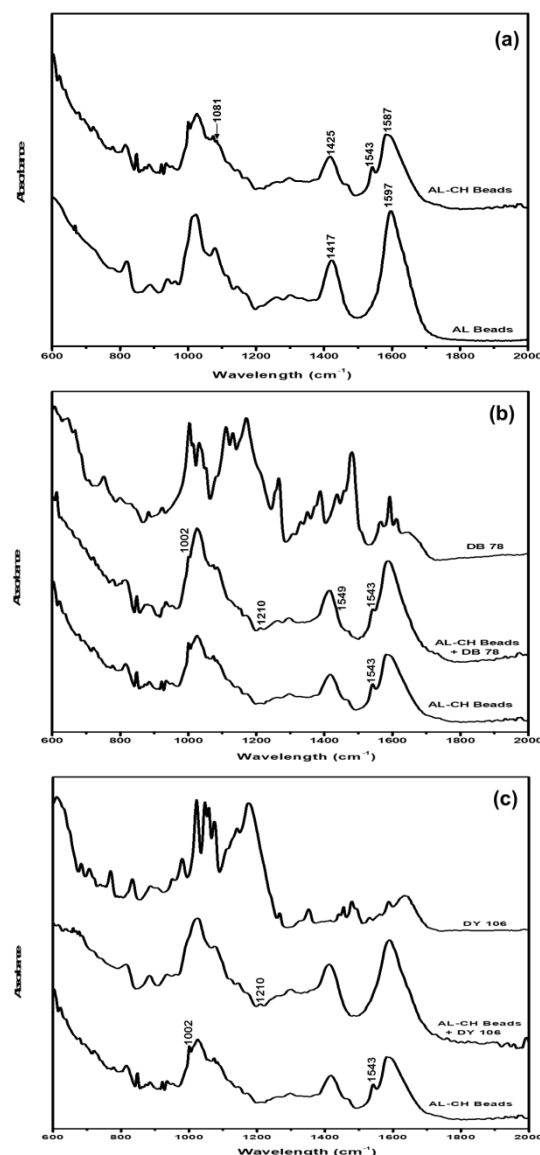 (a)
1081
1425
1543
1587
AL-CH Beads
1597
1417
AL Beads
Absorbance
600 800 1000 1200 1400 1600 1800 2000
Wavelength (cm⁻¹)
(b)
DB 78
1002
1210
1549
1543
AL-CH Beads
+ DB 78
1543
AL-CH Beads
Absorbance
600 800 1000 1200 1400 1600 1800 2000
Wavelength (cm⁻¹)
(c)
DY 106
1210
AL-CH Beads
+ DY 106
1002
1543
AL-CH Beads
Absorbance
600 800 1000 1200 1400 1600 1800 2000
Wavelength (cm⁻¹)